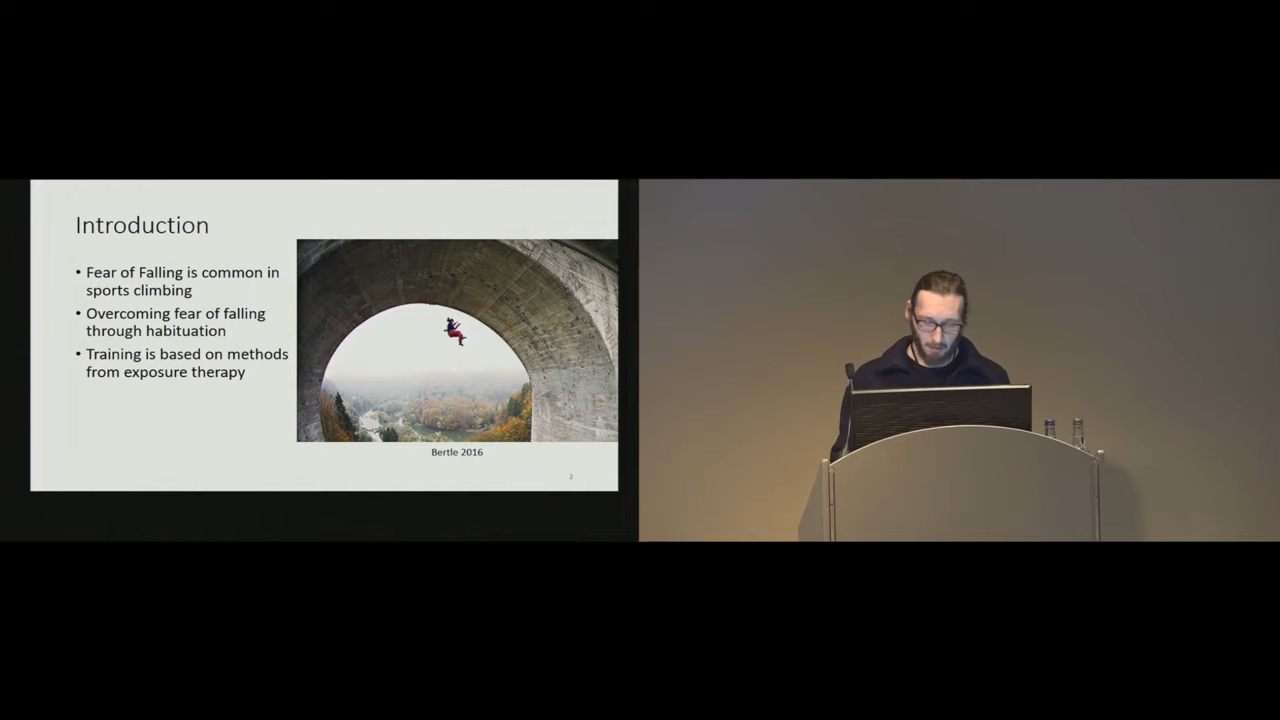 Introduction
• Fear of Falling is common in
sports climbing
• Overcoming fear of falling
through habituation
• Training is based on methods
from exposure therapy
Bertle 2016
2